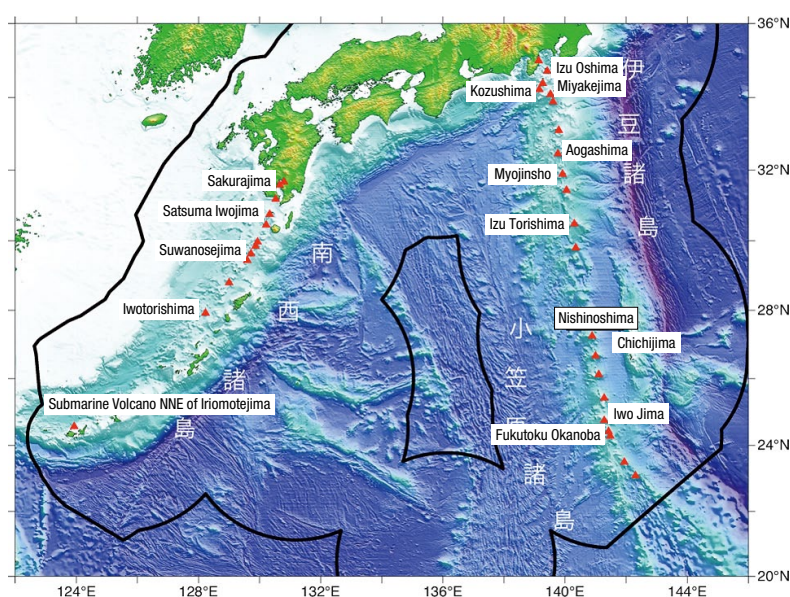 36°N
Izu Oshima
Miyakejima
Kozushima
伊豆諸島
Aogashima
32°N
Myojinsho
Sakurajima
Satsuma Iwojima
Izu Torishima
Suwanosejima
南西諸島
Iwotorishima
28°N
Nishinoshima
小笠原諸島
Chichijima
Submarine Volcano NNE of Iriomotejima
Iwo Jima
Fukutoku Okanoba
24°N
20°N
124°E 128°E 132°E 136°E 140°E 144°E